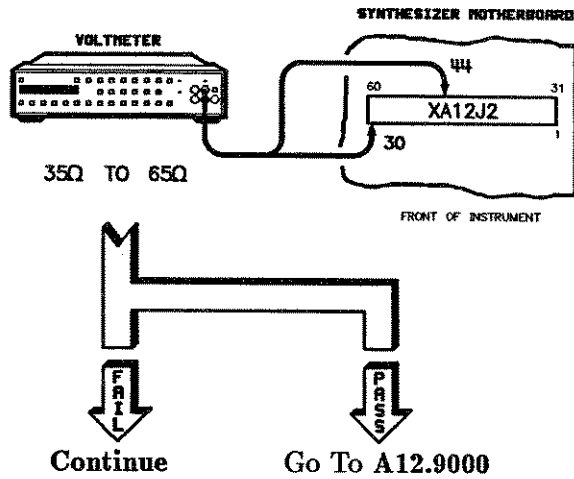 SYNTHESIZER MOTHERBOARD
VOLTMETER
44
60
31
XA12J2
30
1
35Ω TO 65Ω
FRONT OF INSTRUMENT
FAIL
PASS
Continue
Go To A12.9000